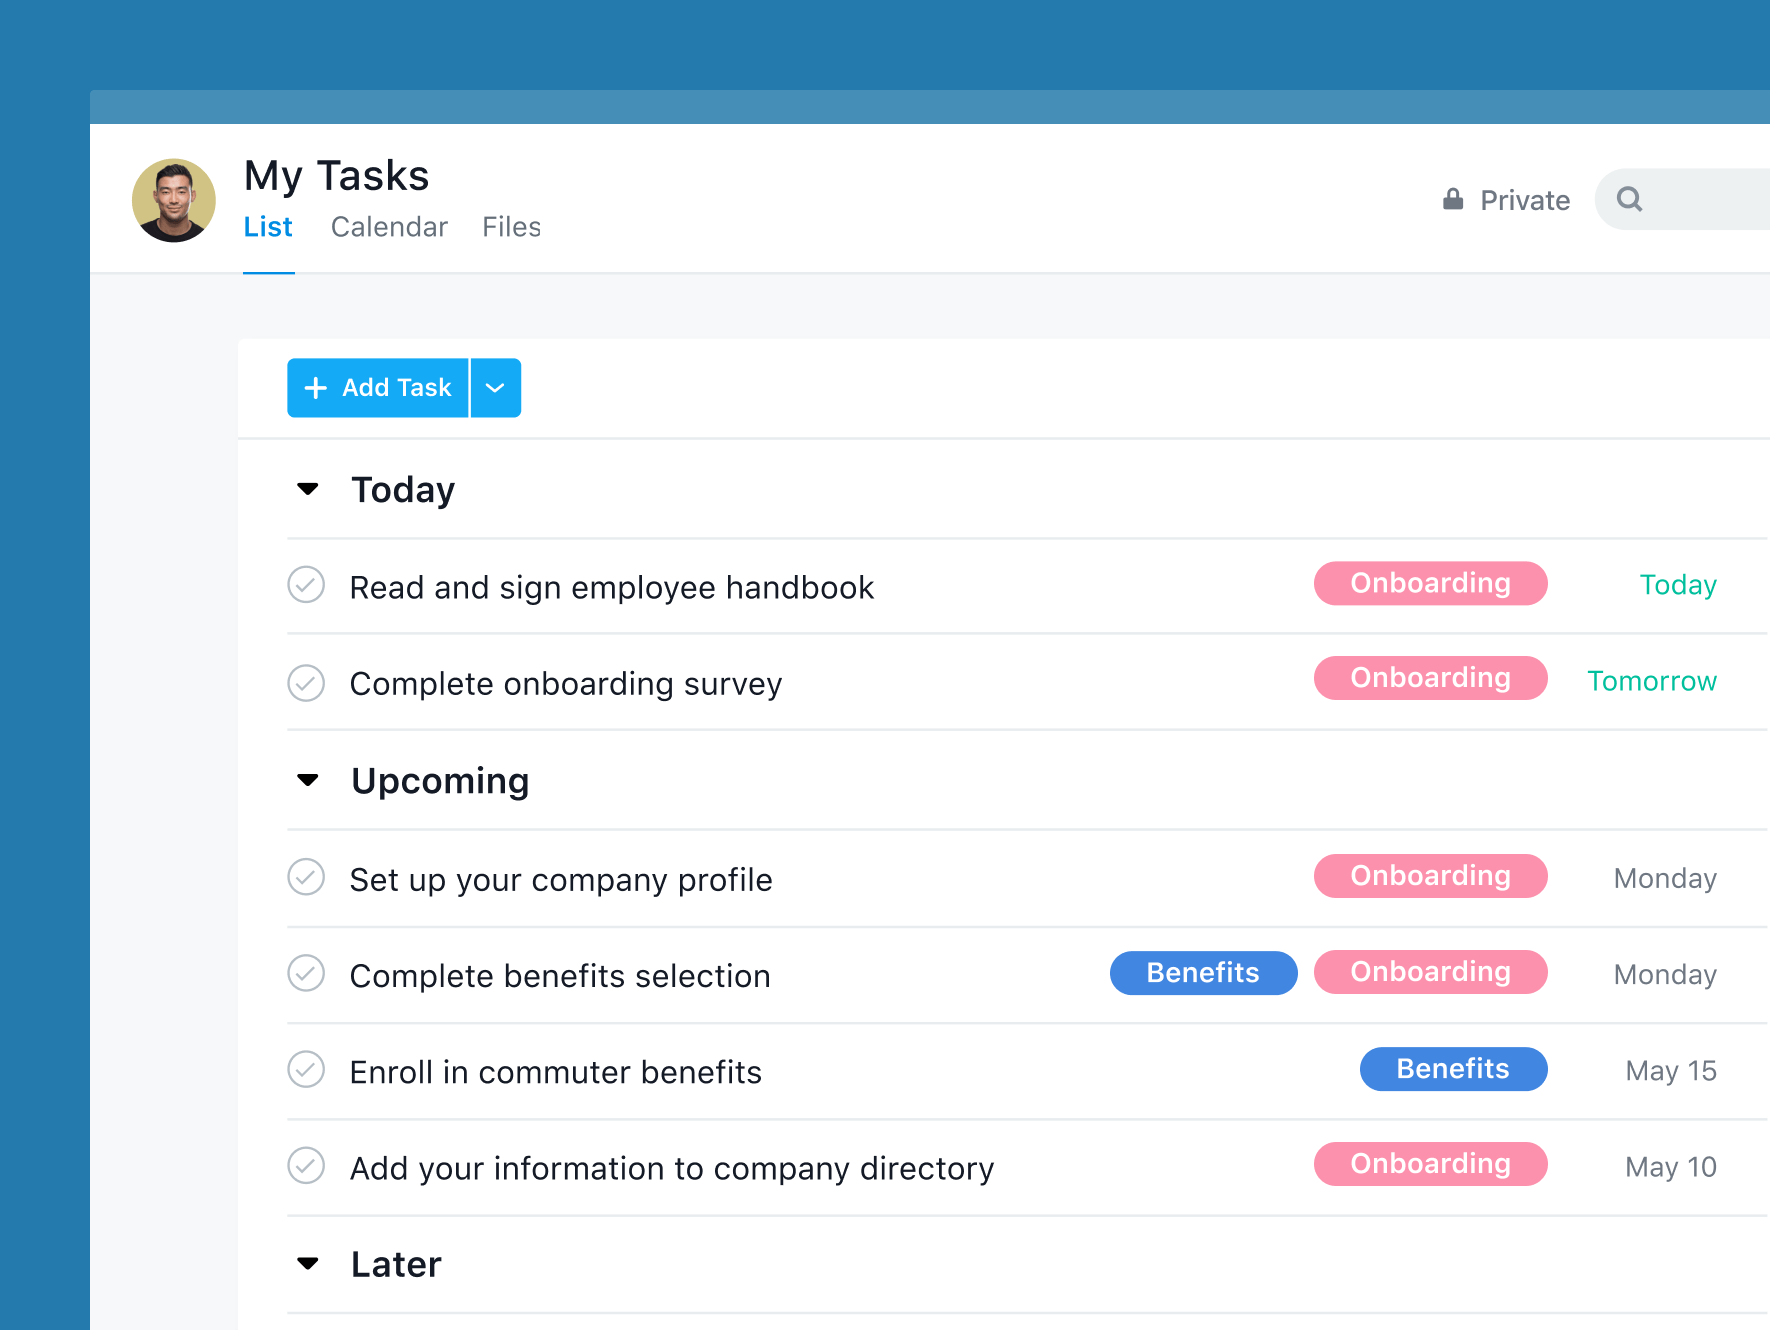 My Tasks
List Calendar Files
Private
Add Task
Today
Read and sign employee handbook Onboarding Today
Complete onboarding survey Onboarding Tomorrow
Upcoming
Set up your company profile Onboarding Monday
Complete benefits selection Benefits Onboarding Monday
Enroll in commuter benefits Benefits May 15
Add your information to company directory Onboarding May 10
Later